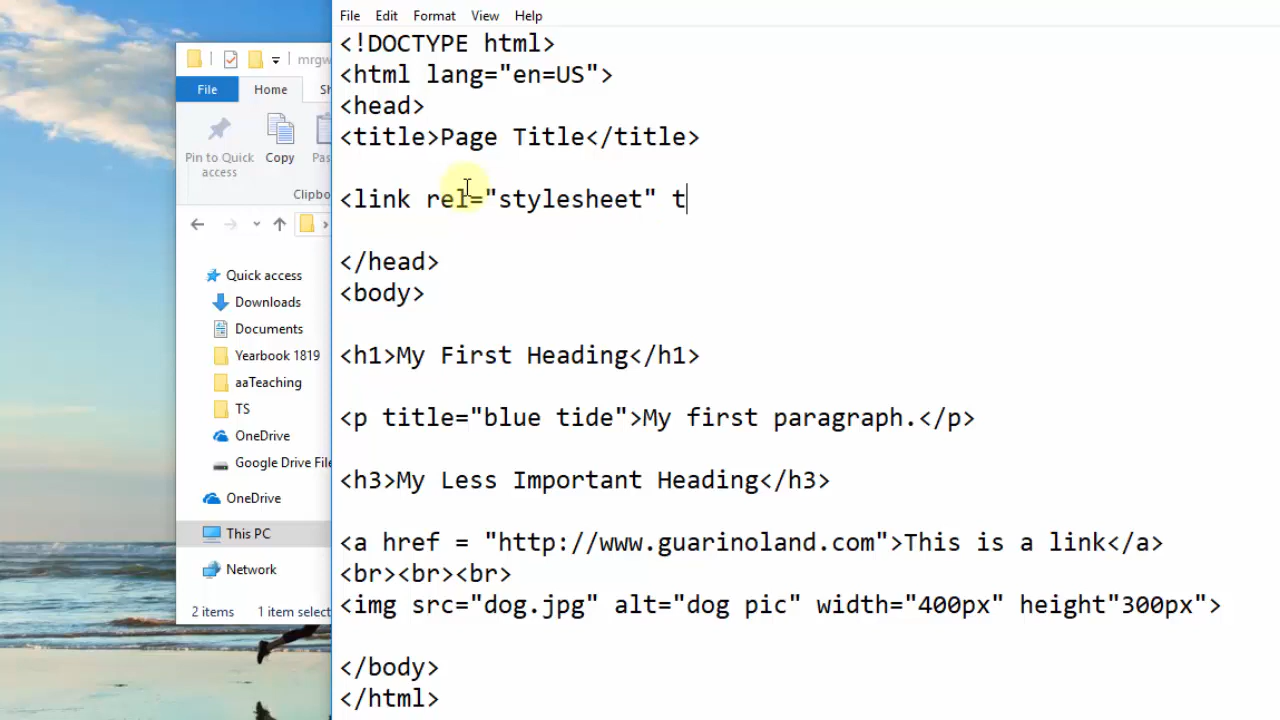 File Edit Format View Help
<!DOCTYPE html>
<html lang="en=US">
<head>
<title>Page Title</title>
<link rel="stylesheet" t
</head>
<body>
<h1>My First Heading</h1>
<p title="blue tide">My first paragraph.</p>
<h3>My Less Important Heading</h3>
<a href = "http://www.guarinoland.com">This is a link</a>
<br><br><br>
<img src="dog.jpg" alt="dog pic" width="400px" height"300px">
</body>
</html>
File Home
Pin to Quick access
Copy
Quick access
Downloads
Documents
Yearbook 1819
aaTeaching
TS
OneDrive
Google Drive File
OneDrive
This PC
Network
2 items 1 item select